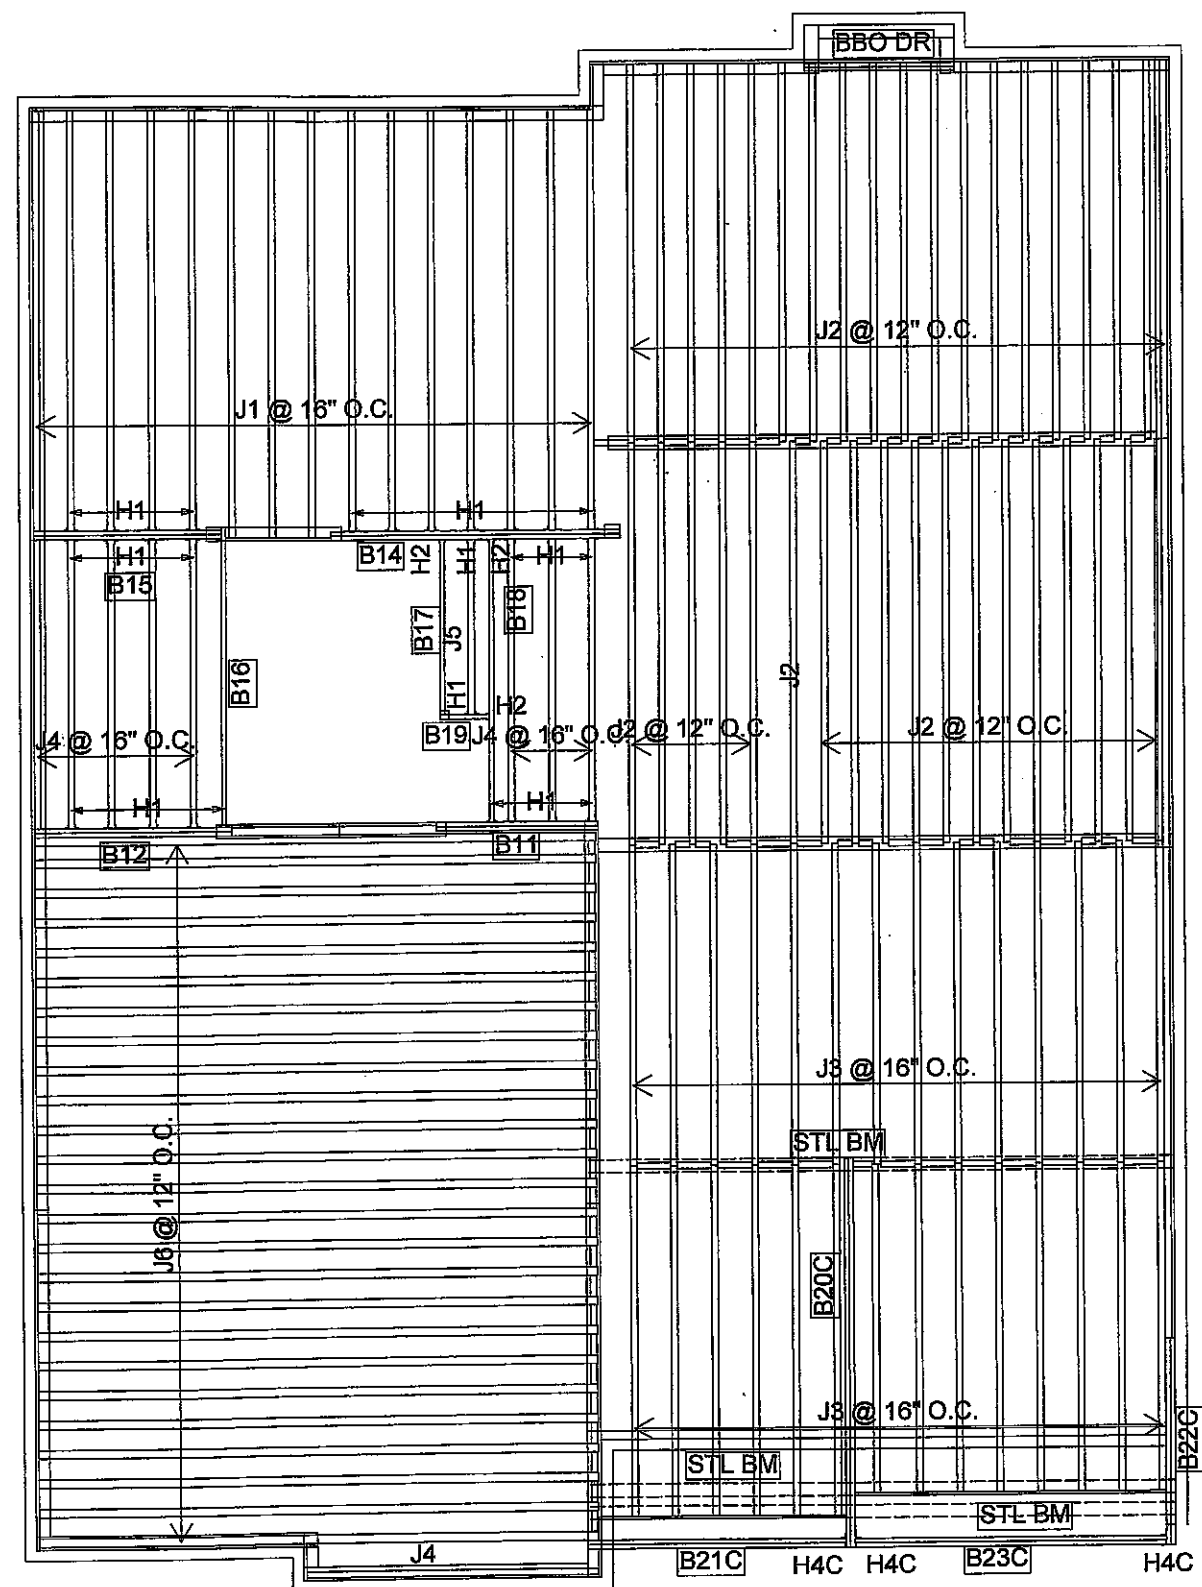 BBO DR
J2 @ 12" O.C.
J1 @ 16" O.C.
H1
H1
H1
B15
B14
H2
H1
H2
H1
B18
B17
J5
B16
J2
H1
H2
B19
J4 @ 16" O.C.
J4 @ 16" O.C
J2 @ 12" O.C.
J2 @ 12" O.C.
H1
H1
B12
B11
J3 @ 16" O.C.
STL BM
J6 @ 12" O.C.
B20C
J3 @ 16" O.C.
B22C
STL BM
STL BM
J4
B21C
H4C
H4C
B23C
H4C